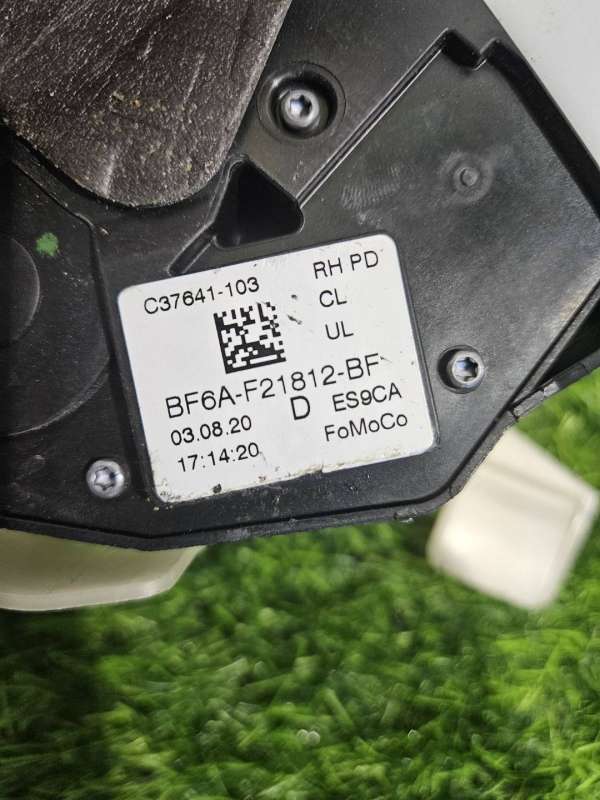 C37641-103
RH PD
CL
UL
BF6A-F21812-BF
03.08.20
D
ES9CA
17:14:20
FoMoCo